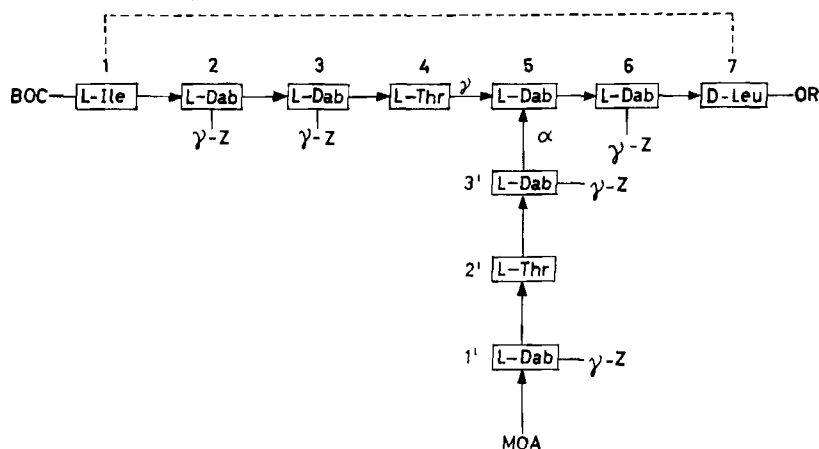 1 2 3 4 5 6 7
BOC L-Ile L-Dab L-Dab L-Thr γ L-Dab L-Dab D-Leu OR
γ-Z γ-Z α γ-Z
3' L-Dab γ-Z
2' L-Thr
1' L-Dab γ-Z
MOA